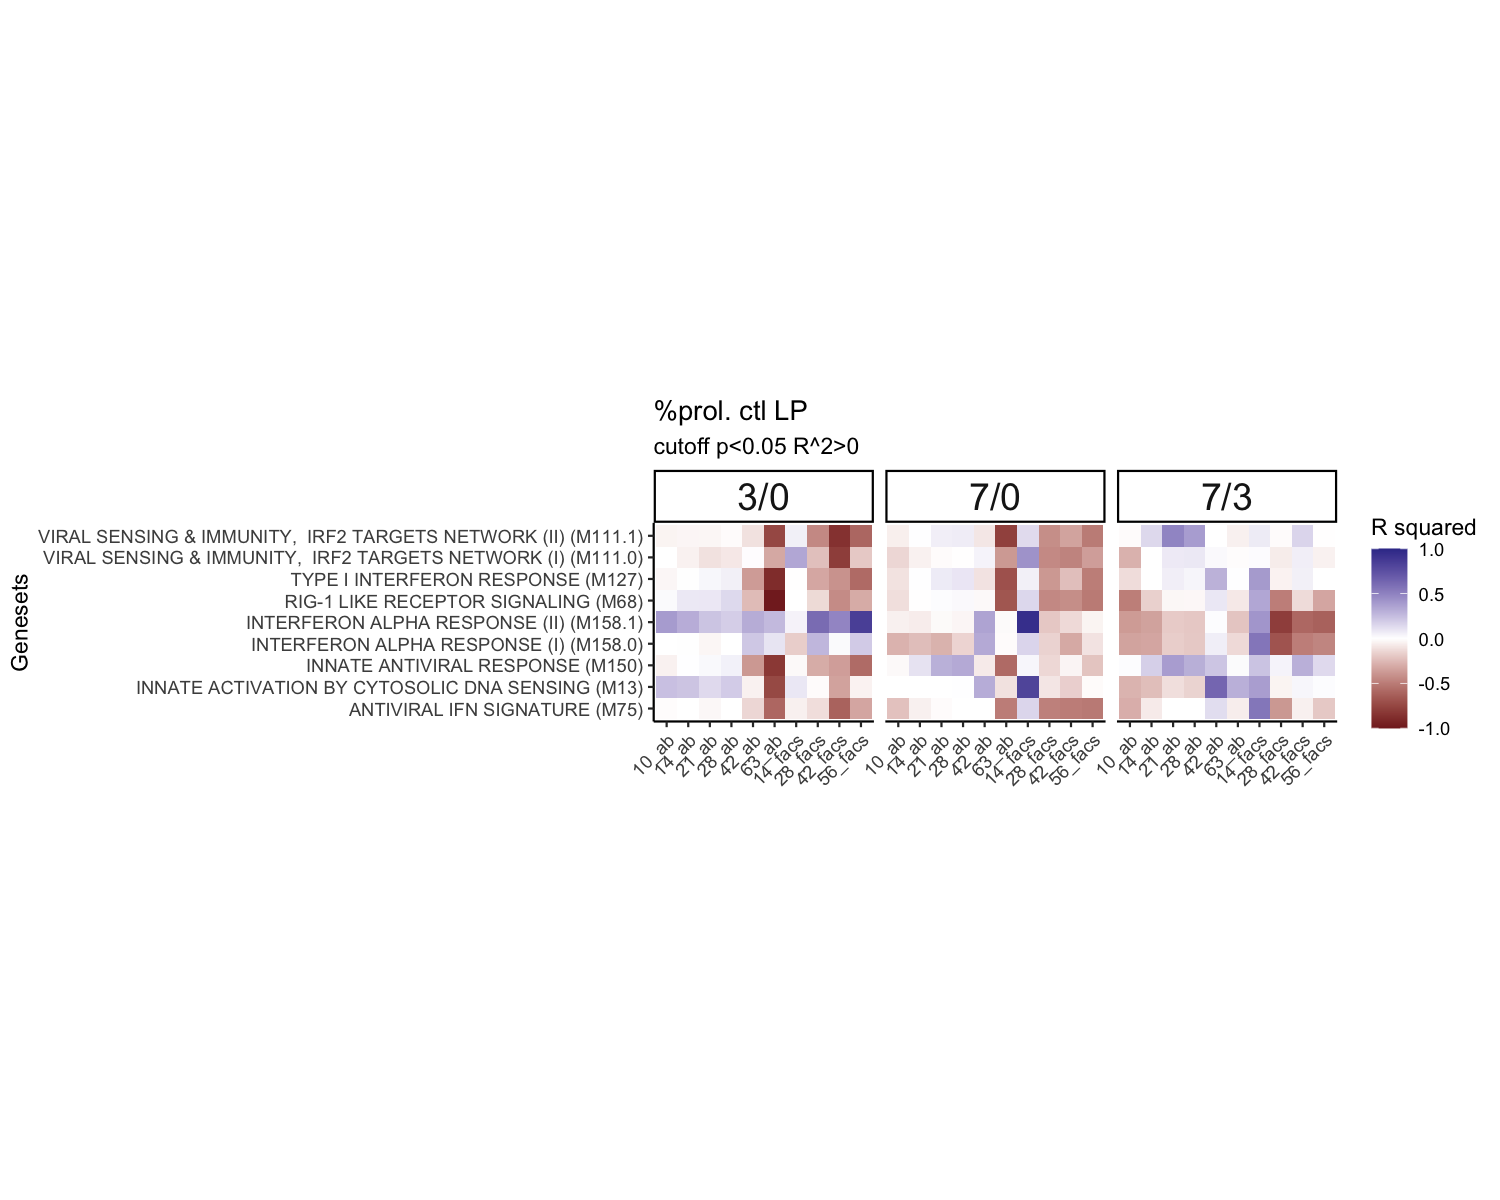 %prol. ctl LP
cutoff p<0.05 R^2>0
3/0 7/0 7/3
Genesets
VIRAL SENSING & IMMUNITY,  IRF2 TARGETS NETWORK (II) (M111.1)
VIRAL SENSING & IMMUNITY,  IRF2 TARGETS NETWORK (I) (M111.0)
TYPE I INTERFERON RESPONSE (M127)
RIG-1 LIKE RECEPTOR SIGNALING (M68)
INTERFERON ALPHA RESPONSE (II) (M158.1)
INTERFERON ALPHA RESPONSE (I) (M158.0)
INNATE ANTIVIRAL RESPONSE (M150)
INNATE ACTIVATION BY CYTOSOLIC DNA SENSING (M13)
ANTIVIRAL IFN SIGNATURE (M75)
10_ab 14_ab 21_ab 28_ab 42_ab 63_ab 14_facs 28_facs 42_facs 56_facs
10_ab 14_ab 21_ab 28_ab 42_ab 63_ab 14_facs 28_facs 42_facs 56_facs
10_ab 14_ab 21_ab 28_ab 42_ab 63_ab 14_facs 28_facs 42_facs 56_facs
R squared
1.0
0.5
0.0
-0.5
-1.0